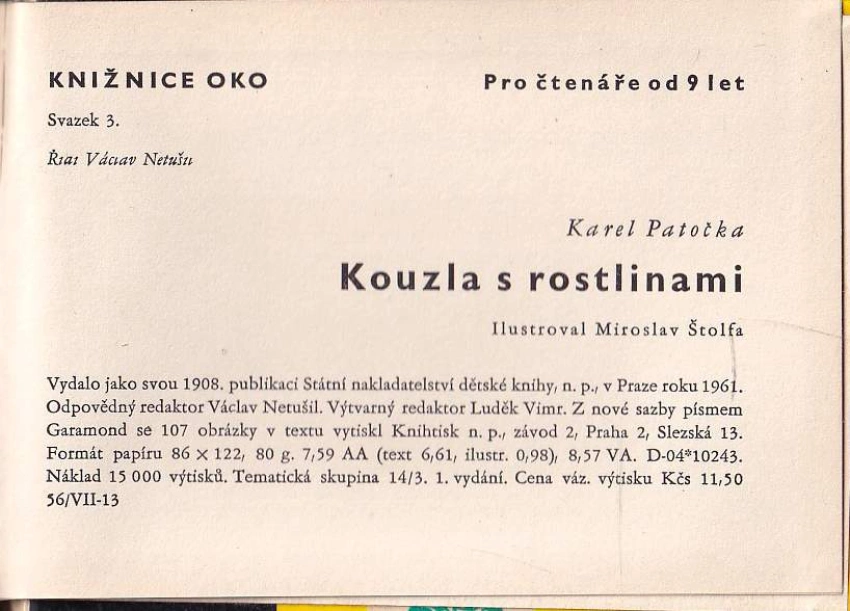 KNIŽNICE OKO
Pro čtenáře od 9 let
Svazek 3.
Řídí Václav Netušil
Karel Patočka
Kouzla s rostlinami
Ilustroval Miroslav Štolfa
Vydalo jako svou 1908. publikaci Státní nakladatelství dětské knihy, n. p., v Praze roku 1961.
Odpovědný redaktor Václav Netušil. Výtvarný redaktor Luděk Vimr. Z nové sazby písmem
Garamond se 107 obrázky v textu vytiskl Knihtisk n. p., závod 2, Praha 2, Slezská 13.
Formát papíru 86 × 122, 80 g. 7,59 AA (text 6,61, ilustr. 0,98), 8,57 VA. D-04*10243.
Náklad 15 000 výtisků. Tematická skupina 14/3. 1. vydání. Cena váz. výtisku Kčs 11,50
56/VII-13